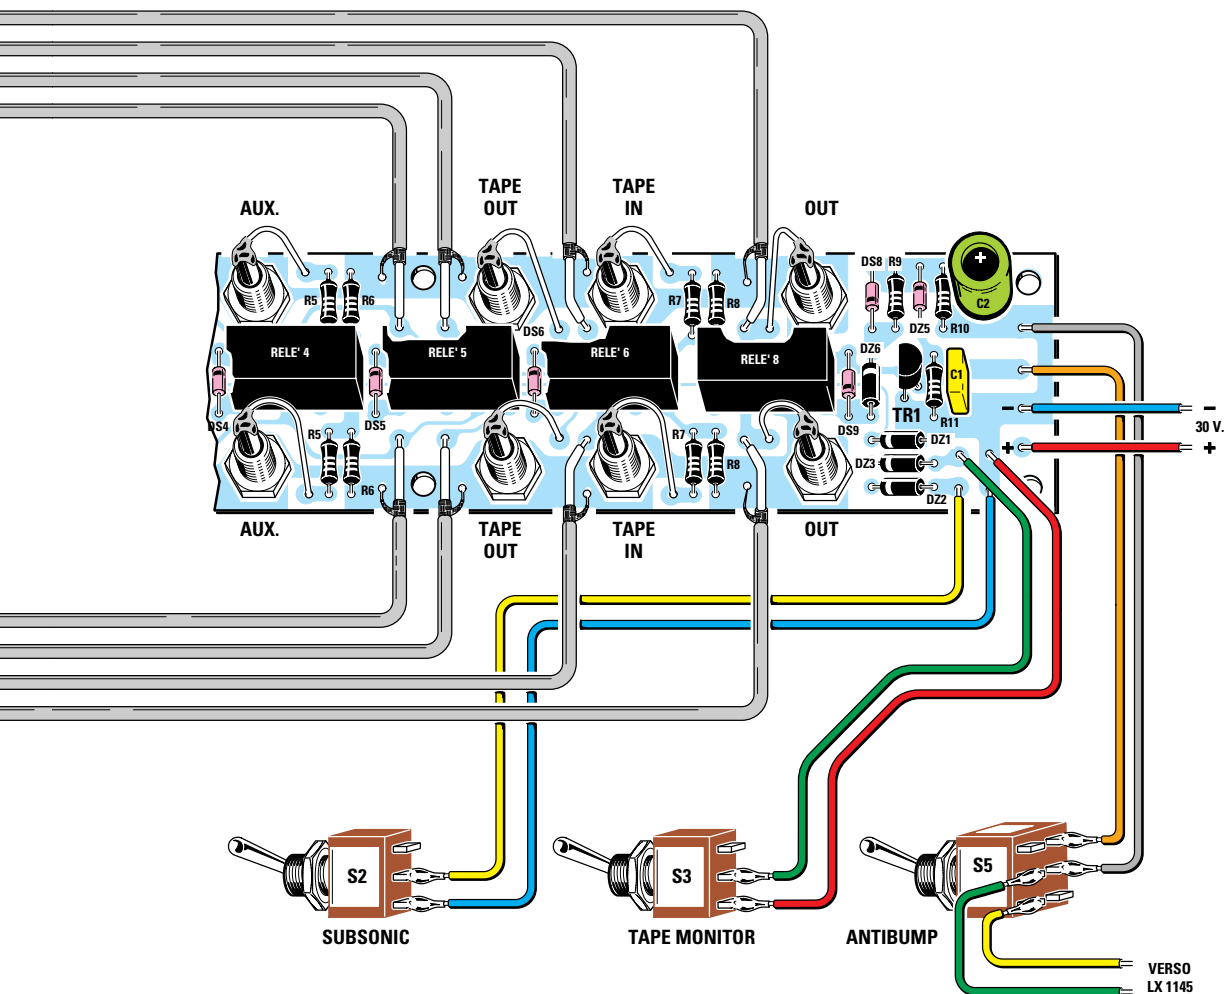 AUX.
TAPE
OUT
TAPE
IN
OUT
DS8
R9
C2
R5
R6
R7
R8
DZ5
R10
DS6
RELE' 4
RELE' 5
RELE' 6
RELE' 8
DZ6
C1
DS4
DS5
DS9
TR1
R11
–
–
30 V.
R5
R7
DZ1
+
+
R6
R8
DZ3
DZ2
AUX.
TAPE
OUT
TAPE
IN
OUT
S2
S3
S5
SUBSONIC
TAPE MONITOR
ANTIBUMP
VERSO
LX 1145